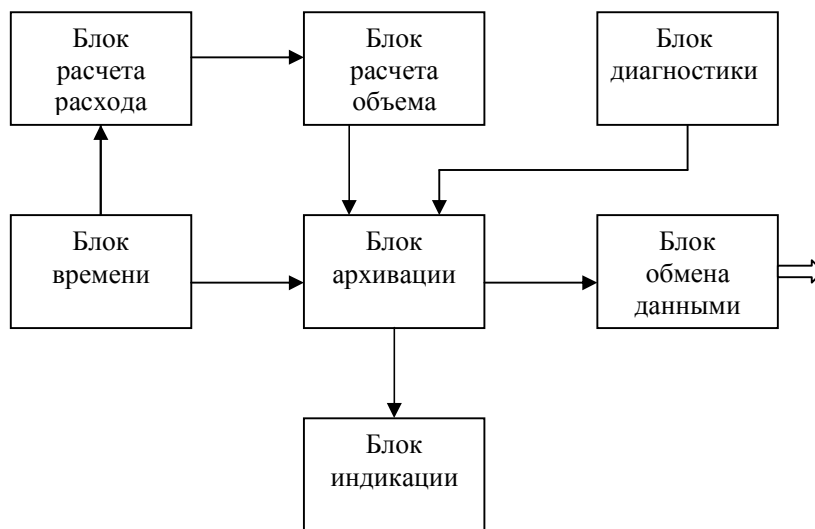 Блок
расчета
расхода
Блок
расчета
объема
Блок
диагностики
Блок
времени
Блок
архивации
Блок
обмена
данными
Блок
индикации